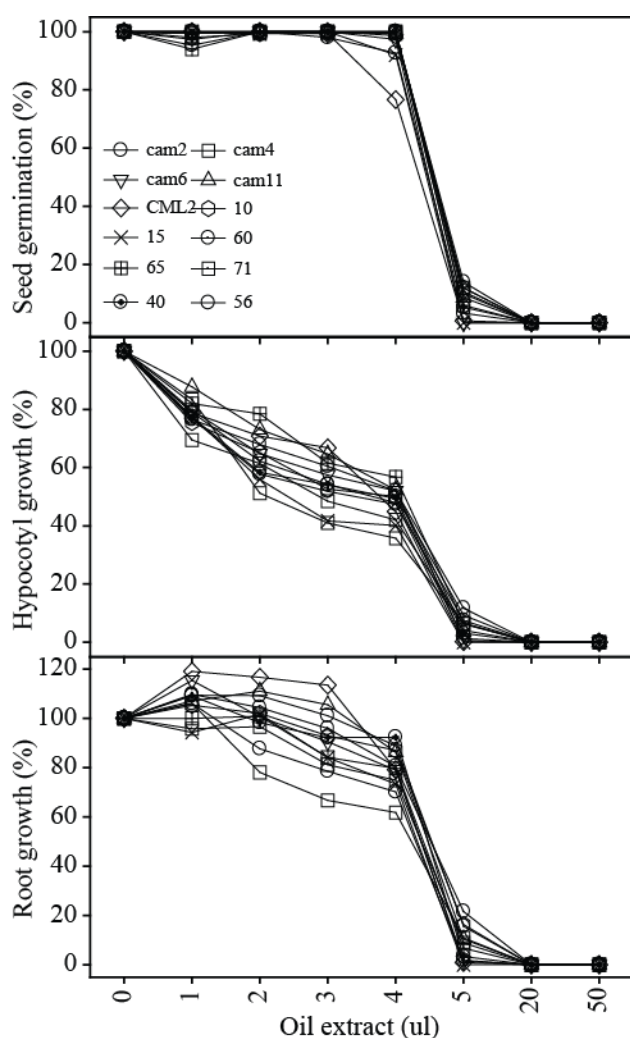 Seed germination (%)
100
80
60
40
20
0
cam2 cam4
cam6 cam11
CML2 10
15 60
65 71
40 56
Hypocotyl growth (%)
100
80
60
40
20
0
Root growth (%)
120
100
80
60
40
20
0
0 1 2 3 4 5 20 50
Oil extract (ul)